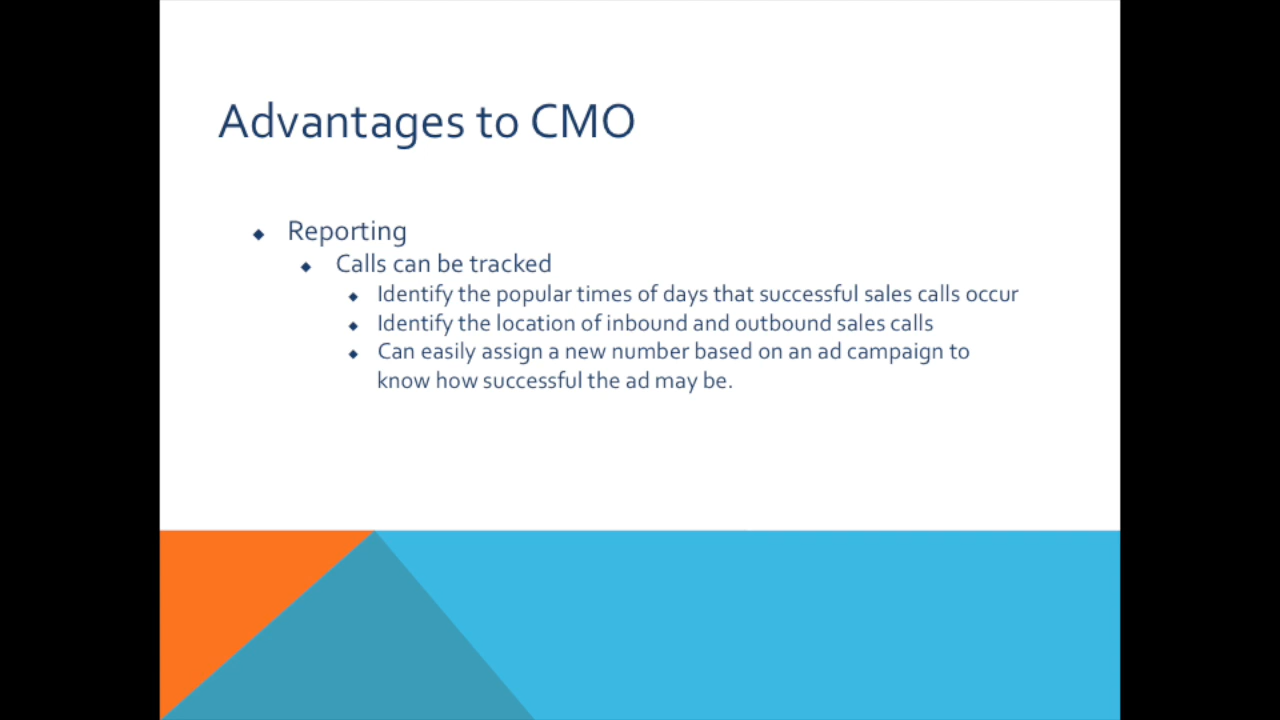 Advantages to CMO
Reporting
Calls can be tracked
Identify the popular times of days that successful sales calls occur
Identify the location of inbound and outbound sales calls
Can easily assign a new number based on an ad campaign to
know how successful the ad may be.